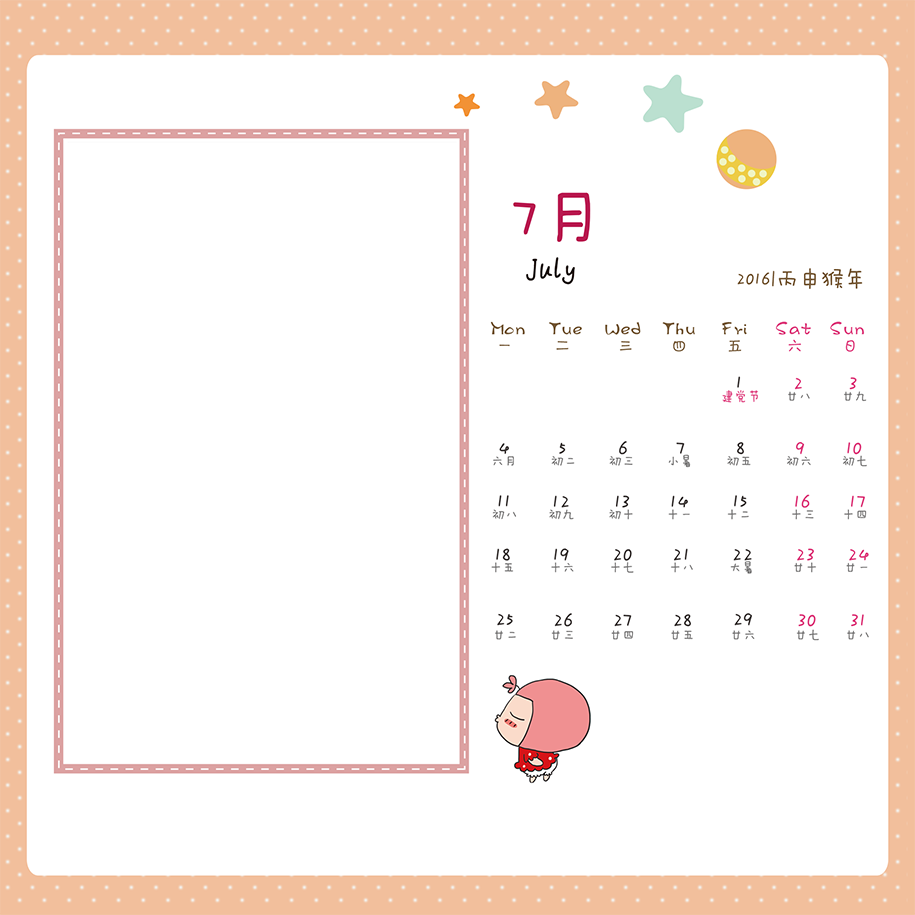 7月
July
2016|丙申猴年
Mon Tue Wed Thu Fri Sat Sun
一 二 三 四 五 六 日
1 2 3
建党节 廿八 廿九
4 5 6 7 8 9 10
六月 初二 初三 小暑 初五 初六 初七
11 12 13 14 15 16 17
初八 初九 初十 十一 十二 十三 十四
18 19 20 21 22 23 24
十五 十六 十七 十八 大暑 廿十 廿一
25 26 27 28 29 30 31
廿二 廿三 廿四 廿五 廿六 廿七 廿八